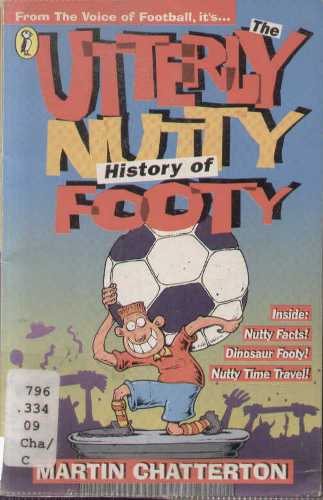 From The Voice of Football, it's...
The
UTTERLY
NUTTY
History of
FOOTY
Inside:
Nutty Facts!
Dinosaur Footy!
Nutty Time Travel!
796
.334
09
Cha/
C
MARTIN CHATTERTON